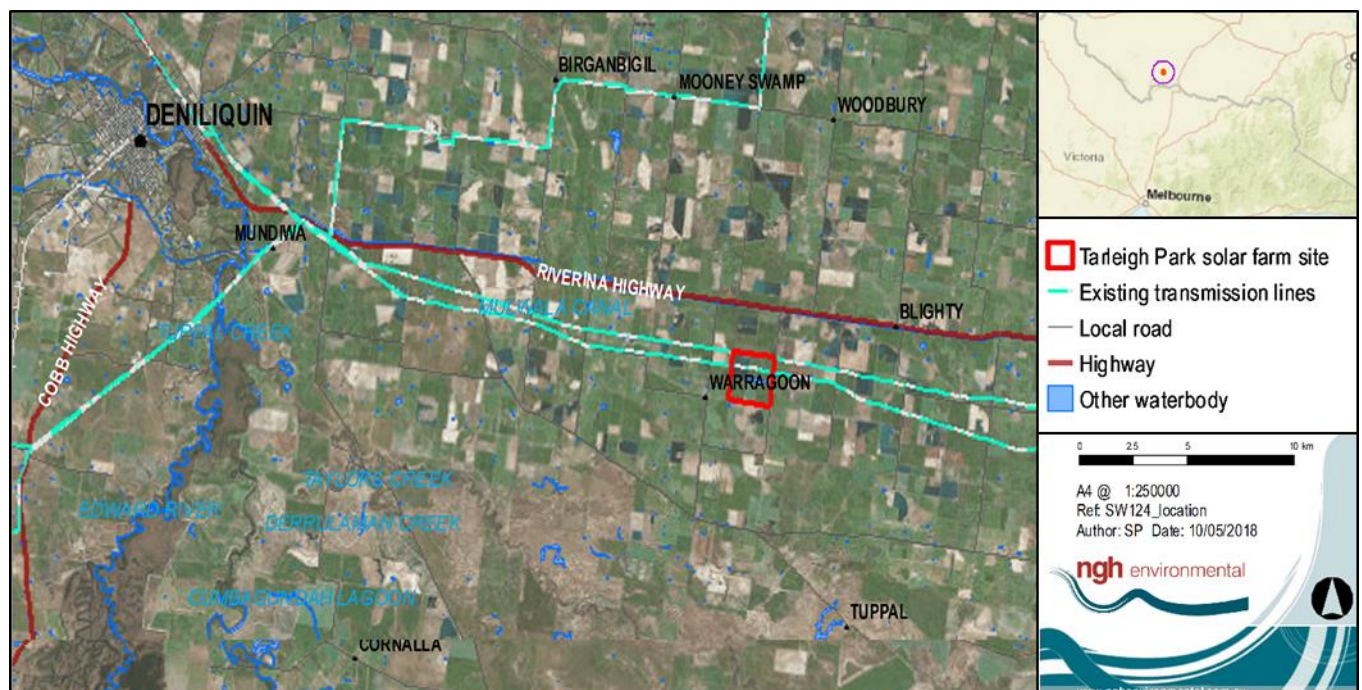 BIRGANBIGIL
MOONEY SWAMP
WOODBURY
DENILIQUIN
MUNDIWA
RIVERINA HIGHWAY
MULWALA CANAL
BLIGHTY
COBB HIGHWAY
WARRAGOON
TAYLORS CREEK
EDWARD RIVER
TUPPAL
CORNALLA
Victoria
Melbourne
Tarleigh Park solar farm site
Existing transmission lines
Local road
Highway
Other waterbody
0 2.5 5 10 km
A4 @ 1:250000
Ref: SW124_location
Author: SP Date: 10/05/2018
ngh environmental